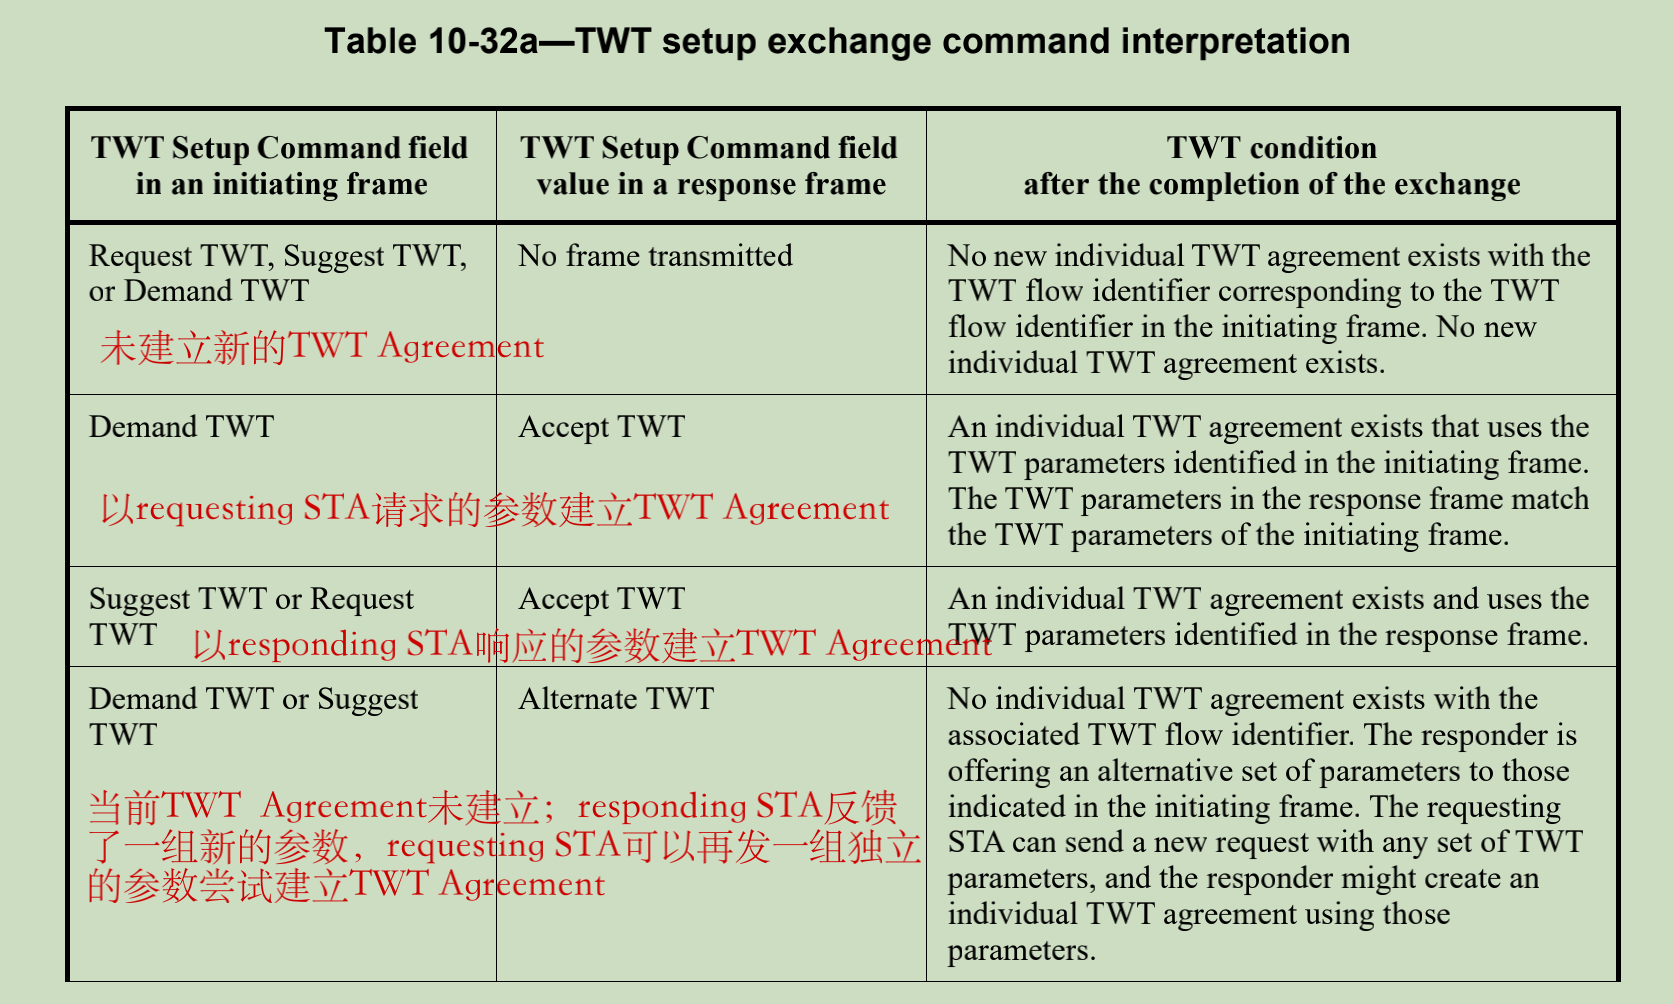 Table 10-32a—TWT setup exchange command interpretation
TWT Setup Command field
in an initiating frame
TWT Setup Command field
value in a response frame
TWT condition
after the completion of the exchange
Request TWT, Suggest TWT,
or Demand TWT
未建立新的TWT Agreement
No frame transmitted
No new individual TWT agreement exists with the
TWT flow identifier corresponding to the TWT
flow identifier in the initiating frame. No new
individual TWT agreement exists.
Demand TWT
Accept TWT
以requesting STA请求的参数建立TWT Agreement
An individual TWT agreement exists that uses the
TWT parameters identified in the initiating frame.
The TWT parameters in the response frame match
the TWT parameters of the initiating frame.
Suggest TWT or Request
TWT
Accept TWT
以responding STA响应的参数建立TWT Agreement
An individual TWT agreement exists and uses the
TWT parameters identified in the response frame.
Demand TWT or Suggest
TWT
Alternate TWT
当前TWT Agreement未建立；responding STA反馈
了一组新的参数，requesting STA可以再发一组独立
的参数尝试建立TWT Agreement
No individual TWT agreement exists with the
associated TWT flow identifier. The responder is
offering an alternative set of parameters to those
indicated in the initiating frame. The requesting
STA can send a new request with any set of TWT
parameters, and the responder might create an
individual TWT agreement using those
parameters.